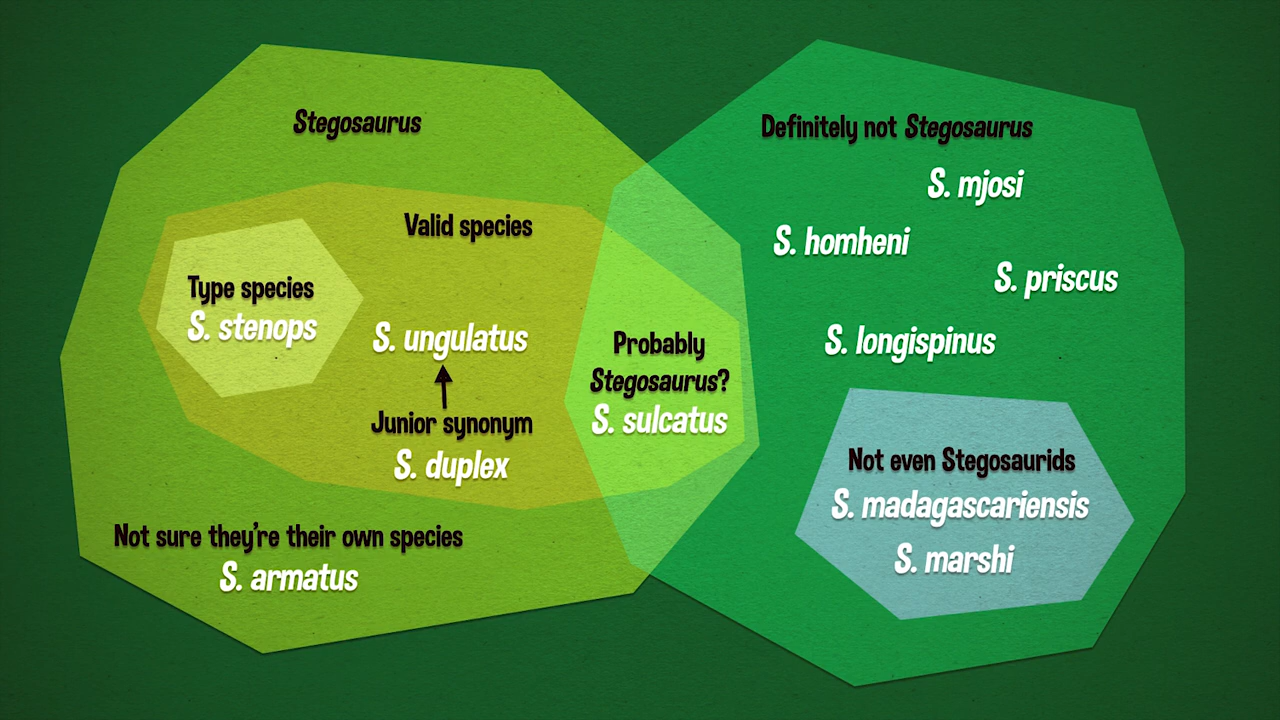 Stegosaurus
Valid species
Type species
S. stenops
S. ungulatus
Junior synonym
S. duplex
Not sure they're their own species
S. armatus
Probably
Stegosaurus?
S. sulcatus
Definitely not Stegosaurus
S. mjosi
S. homheni
S. priscus
S. longispinus
Not even Stegosaurids
S. madagascariensis
S. marshi